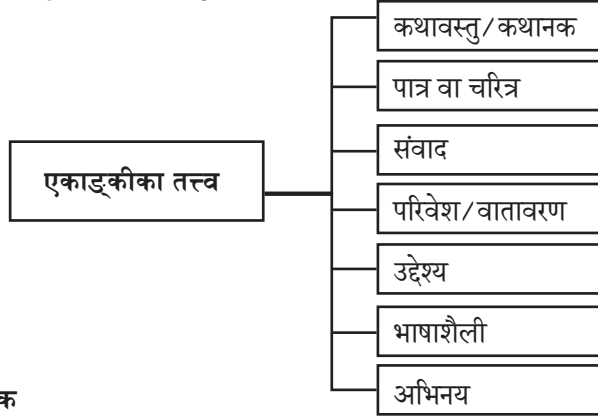 कथावस्तु/कथानक
पात्र वा चरित्र
संवाद
एकाङ्कीका तत्त्व
परिवेश/वातावरण
उद्देश्य
भाषाशैली
अभिनय